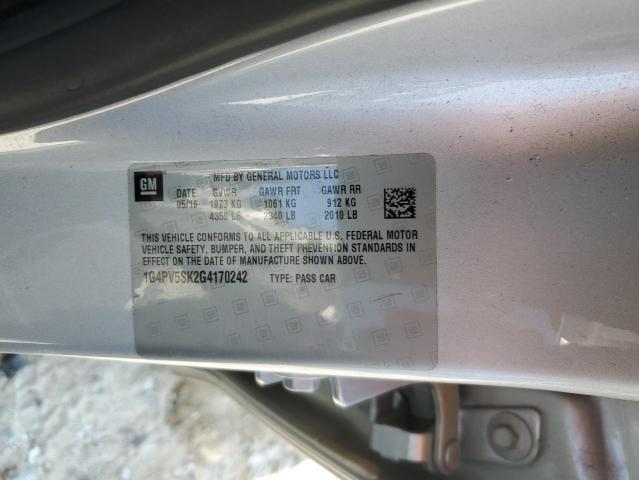 GM
MFD BY GENERAL MOTORS LLC
DATE GVWR GAWR FRT GAWR RR
05/16 1973 KG 1061 KG 912 KG
4350 LB 2340 LB 2010 LB
THIS VEHICLE CONFORMS TO ALL APPLICABLE U.S. FEDERAL MOTOR
VEHICLE SAFETY, BUMPER, AND THEFT PREVENTION STANDARDS IN
EFFECT ON THE DATE OF MANUFACTURE SHOWN ABOVE.
1G4PV5SK2G4170242 TYPE: PASS CAR